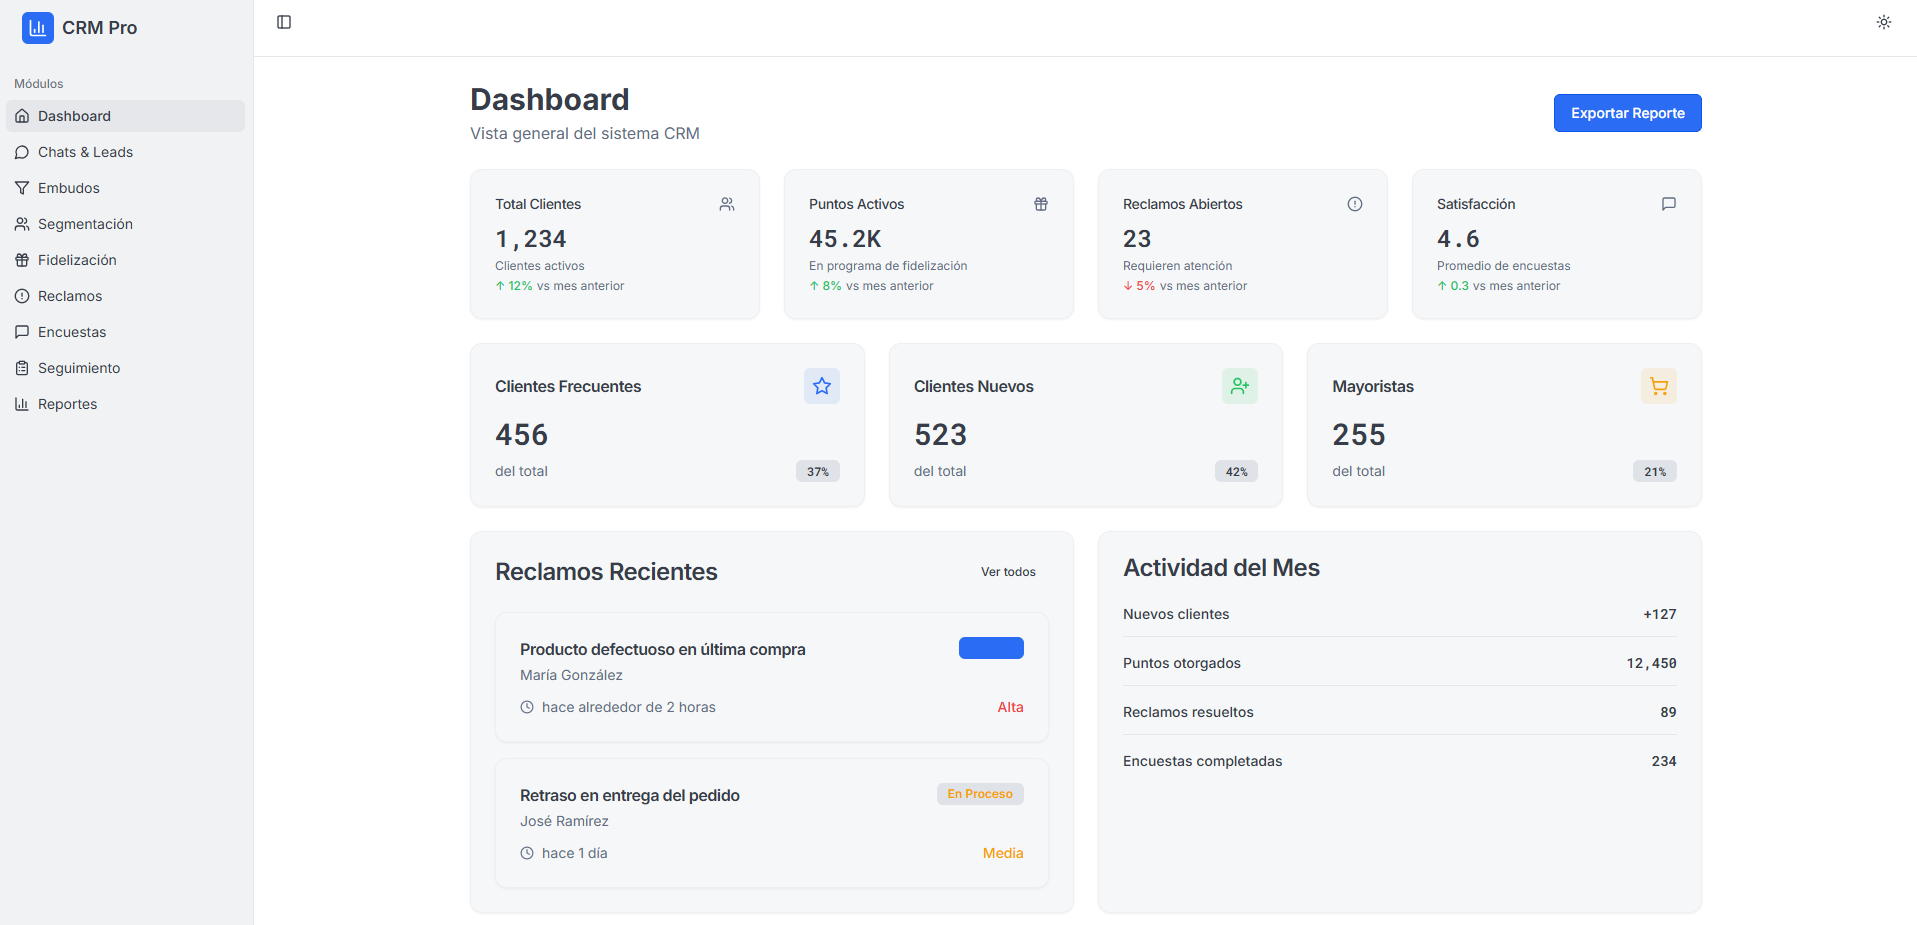 CRM Pro
Módulos
Dashboard
Chats & Leads
Embudos
Segmentación
Fidelización
Reclamos
Encuestas
Seguimiento
Reportes
Dashboard
Vista general del sistema CRM
Exportar Reporte
Total Clientes
1,234
Clientes activos
↑ 12% vs mes anterior
Puntos Activos
45.2K
En programa de fidelización
↑ 8% vs mes anterior
Reclamos Abiertos
23
Requieren atención
↓ 5% vs mes anterior
Satisfacción
4.6
Promedio de encuestas
↑ 0.3 vs mes anterior
Clientes Frecuentes
456
del total
37%
Clientes Nuevos
523
del total
42%
Mayoristas
255
del total
21%
Reclamos Recientes
Ver todos
Producto defectuoso en última compra
María González
hace alrededor de 2 horas
Alta
Retraso en entrega del pedido
En Proceso
José Ramírez
hace 1 día
Media
Actividad del Mes
Nuevos clientes +127
Puntos otorgados 12,450
Reclamos resueltos 89
Encuestas completadas 234